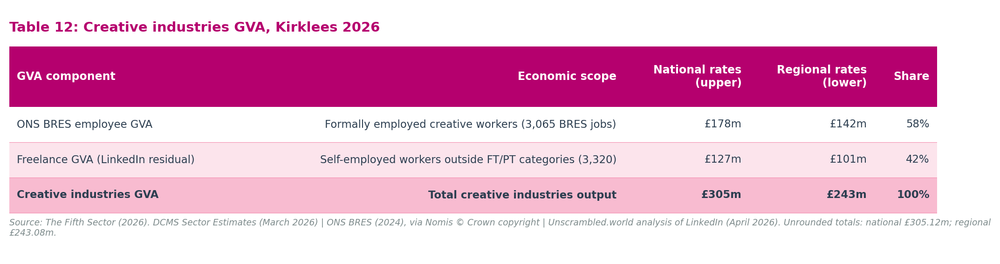 Table 12: Creative industries GVA, Kirklees 2026
GVA component Economic scope National rates (upper) Regional rates (lower) Share
ONS BRES employee GVA Formally employed creative workers (3,065 BRES jobs) £178m £142m 58%
Freelance GVA (LinkedIn residual) Self-employed workers outside FT/PT categories (3,320) £127m £101m 42%
Creative industries GVA Total creative industries output £305m £243m 100%
Source: The Fifth Sector (2026). DCMS Sector Estimates (March 2026) | ONS BRES (2024), via Nomis © Crown copyright | Unscrambled.world analysis of LinkedIn (April 2026). Unrounded totals: national £305.12m; regional
£243.08m.